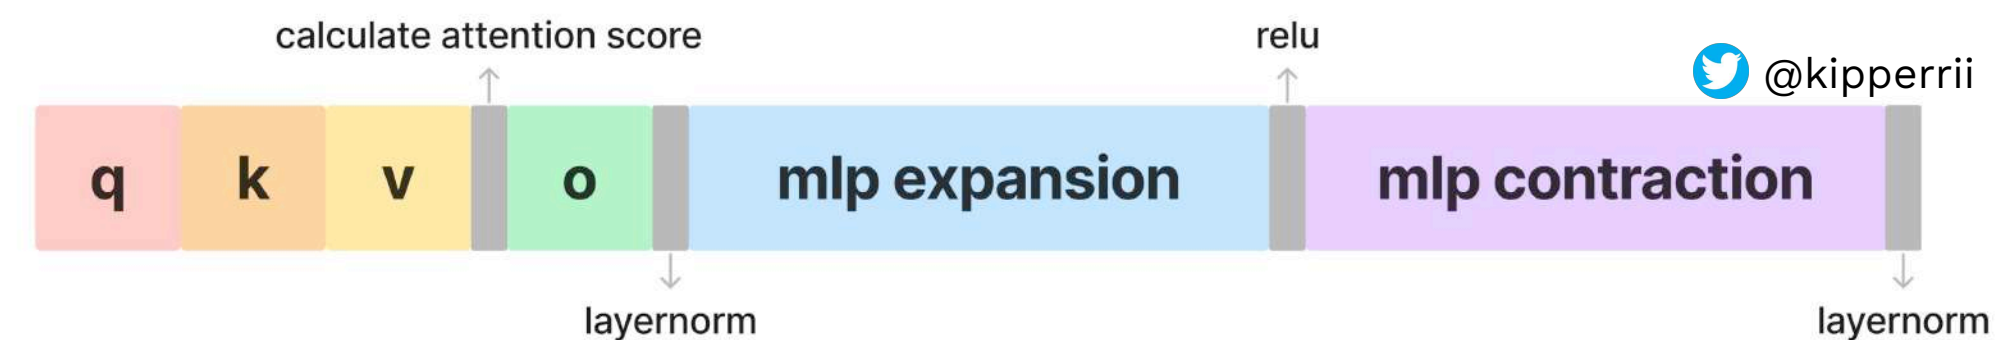 calculate attention score
relu
@kipperrii
q k v o mlp expansion mlp contraction
layernorm
layernorm